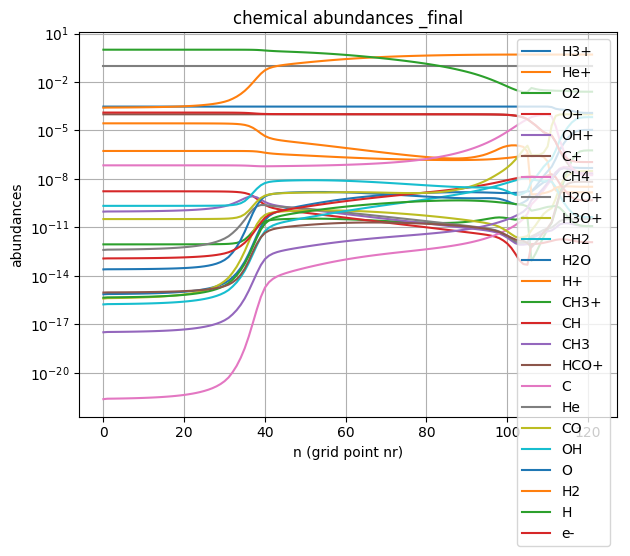 chemical abundances _final
abundances
10^1
10^-2
10^-5
10^-8
10^-11
10^-14
10^-17
10^-20
0 20 40 60 80 100 120
n (grid point nr)
H3+
He+
O2
O+
OH+
C+
CH4
H2O+
H3O+
CH2
H2O
H+
CH3+
CH
CH3
HCO+
C
He
CO
OH
O
H2
H
e-